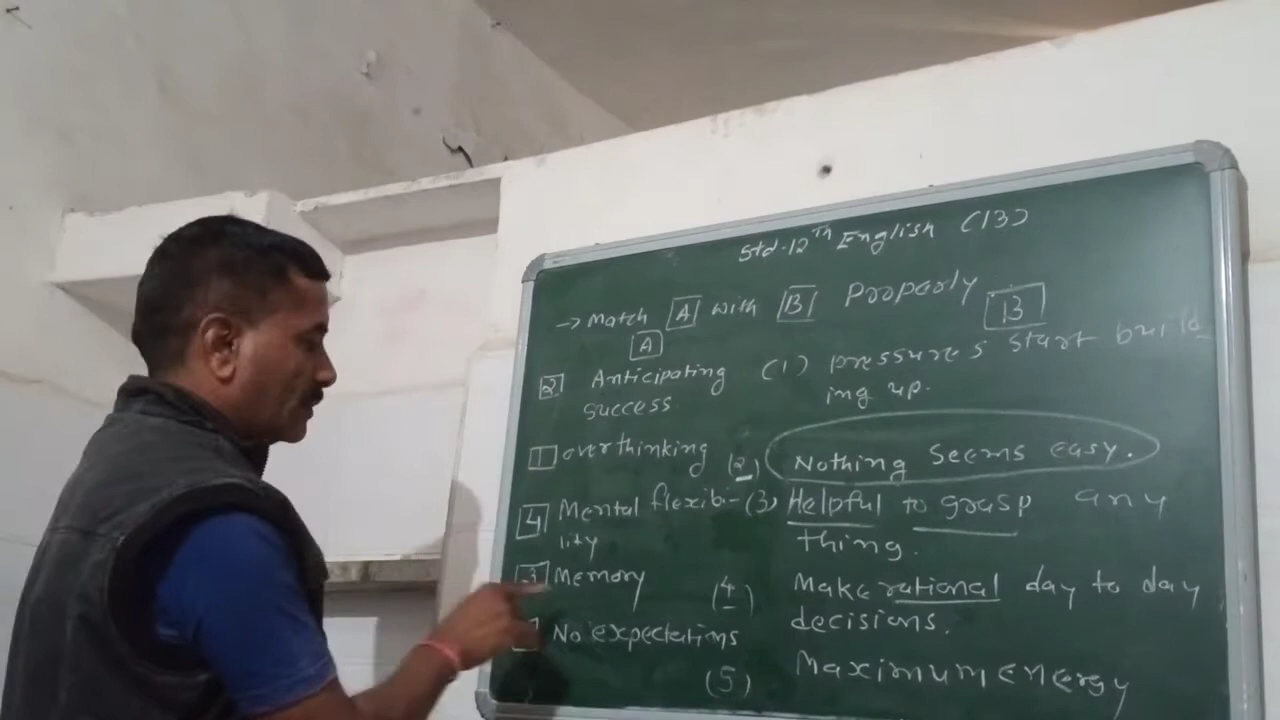 Std. 12th English (13)
→ Match A with B Properly
A B
2 Anticipating success
(1) pressures start build-
ing up.
1 overthinking
(2) Nothing seems easy.
4 Mental flexibi-
lity
(3) Helpful to grasp any
thing.
3 Memory
(4) Make rational day to day
decisions.
No expectations
(5) Maximum energy